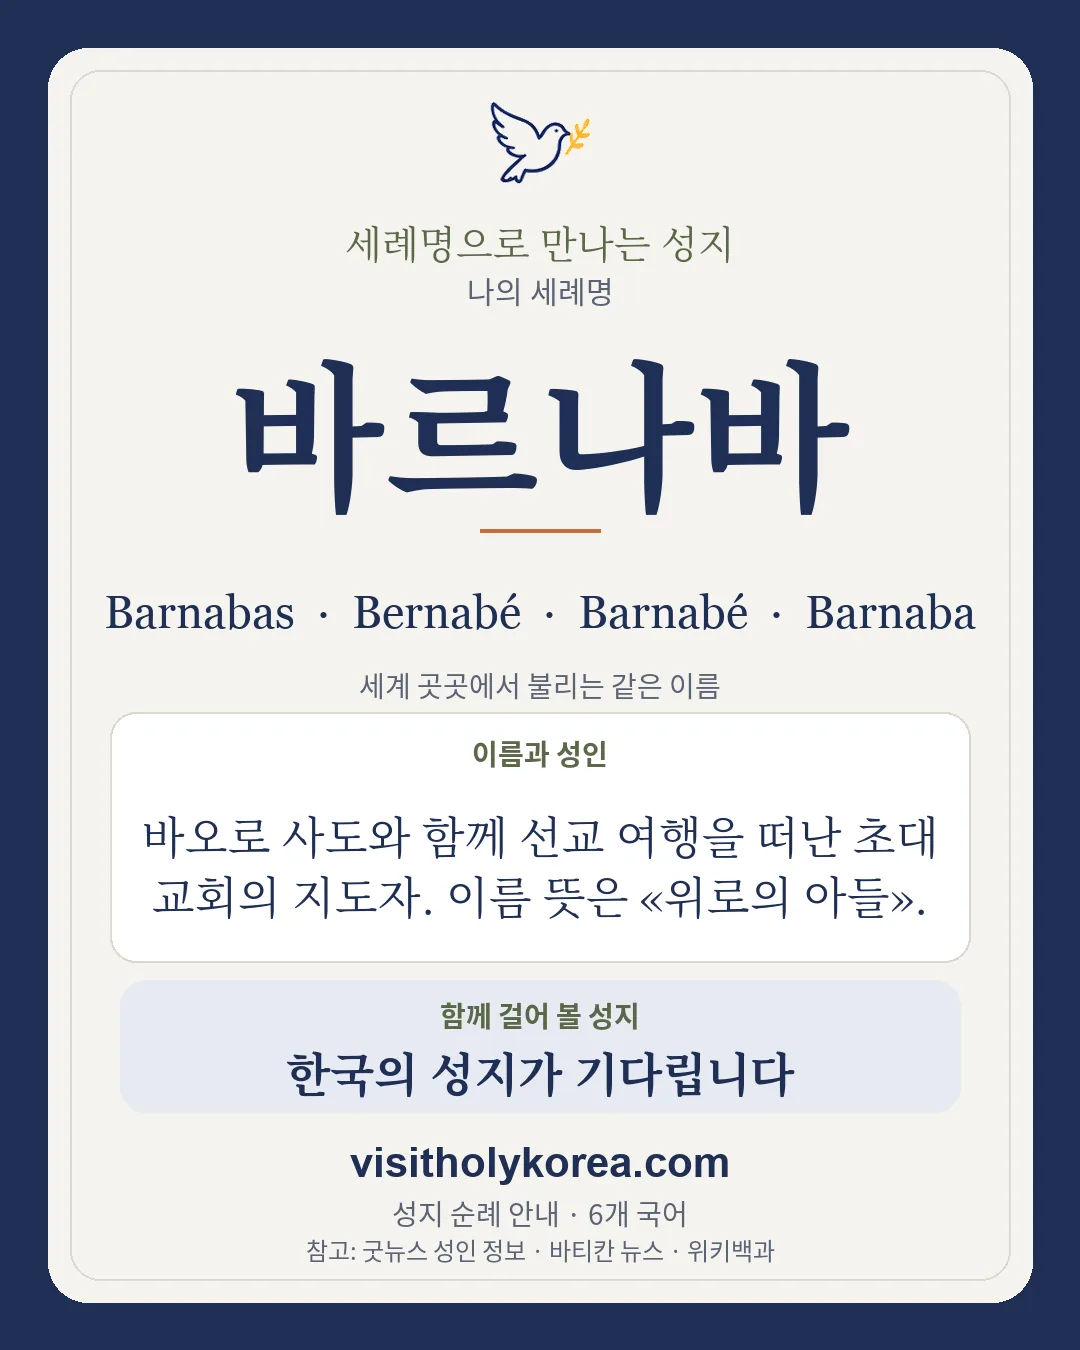 세례명으로 만나는 성지
나의 세례명
바르나바
Barnabas · Bernabé · Barnabé · Barnaba
세계 곳곳에서 불리는 같은 이름
이름과 성인
바오로 사도와 함께 선교 여행을 떠난 초대
교회의 지도자. 이름 뜻은 «위로의 아들».
함께 걸어 볼 성지
한국의 성지가 기다립니다
visitholykorea.com
성지 순례 안내 · 6개 국어
참고: 굿뉴스 성인 정보 · 바티칸 뉴스 · 위키백과